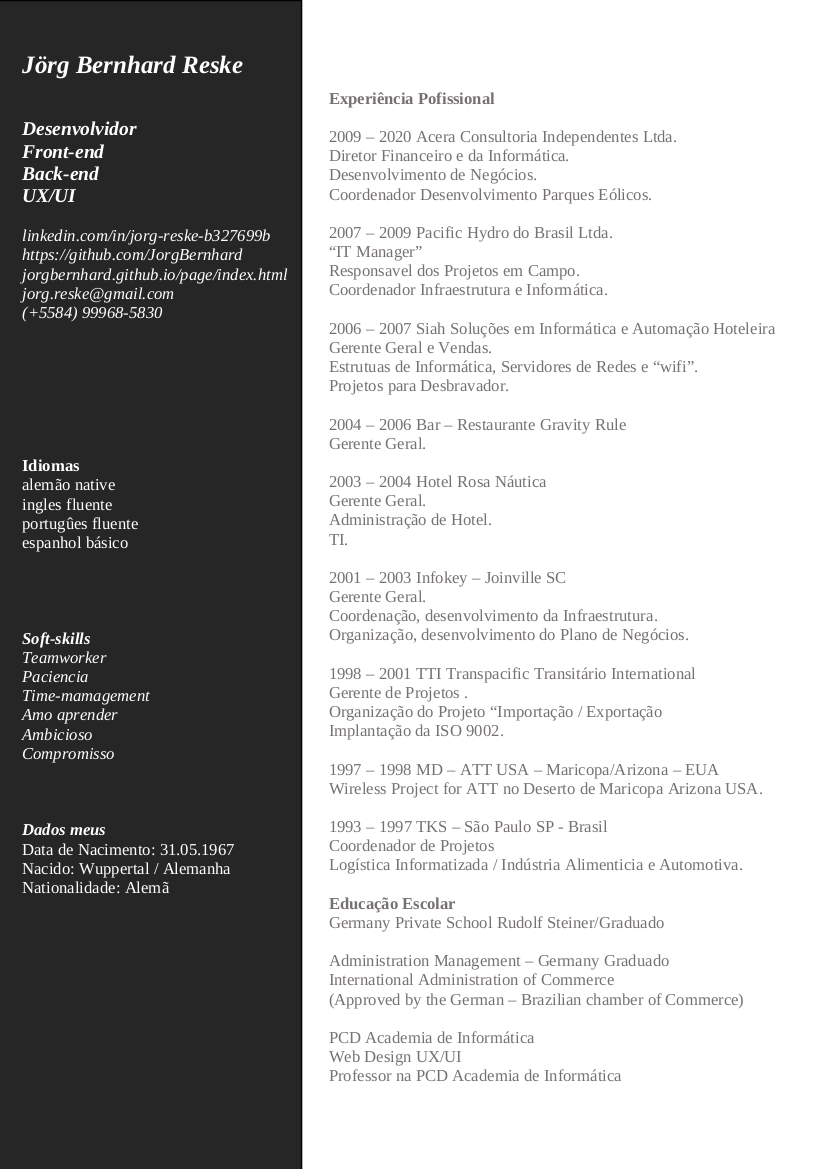 Jörg Bernhard Reske
Desenvolvidor
Front-end
Back-end
UX/UI
linkedin.com/in/jorg-reske-b327699b
https://github.com/JorgBernhard
jorgbernhard.github.io/page/index.html
jorg.reske@gmail.com
(+5584) 99968-5830
Idiomas
alemão native
ingles fluente
portugûes fluente
espanhol básico
Soft-skills
Teamworker
Paciencia
Time-mamagement
Amo aprender
Ambicioso
Compromisso
Dados meus
Data de Nacimento: 31.05.1967
Nacido: Wuppertal / Alemanha
Nationalidade: Alemã
Experiência Pofissional
2009 – 2020 Acera Consultoria Independentes Ltda.
Diretor Financeiro e da Informática.
Desenvolvimento de Negócios.
Coordenador Desenvolvimento Parques Eólicos.
2007 – 2009 Pacific Hydro do Brasil Ltda.
“IT Manager”
Responsavel dos Projetos em Campo.
Coordenador Infraestrutura e Informática.
2006 – 2007 Siah Soluções em Informática e Automação Hoteleira
Gerente Geral e Vendas.
Estrutuas de Informática, Servidores de Redes e “wifi”.
Projetos para Desbravador.
2004 – 2006 Bar – Restaurante Gravity Rule
Gerente Geral.
2003 – 2004 Hotel Rosa Náutica
Gerente Geral.
Administração de Hotel.
TI.
2001 – 2003 Infokey – Joinville SC
Gerente Geral.
Coordenação, desenvolvimento da Infraestrutura.
Organização, desenvolvimento do Plano de Negócios.
1998 – 2001 TTI Transpacific Transitário International
Gerente de Projetos .
Organização do Projeto “Importação / Exportação
Implantação da ISO 9002.
1997 – 1998 MD – ATT USA – Maricopa/Arizona – EUA
Wireless Project for ATT no Deserto de Maricopa Arizona USA.
1993 – 1997 TKS – São Paulo SP - Brasil
Coordenador de Projetos
Logística Informatizada / Indústria Alimenticia e Automotiva.
Educação Escolar
Germany Private School Rudolf Steiner/Graduado
Administration Management – Germany Graduado
International Administration of Commerce
(Approved by the German – Brazilian chamber of Commerce)
PCD Academia de Informática
Web Design UX/UI
Professor na PCD Academia de Informática